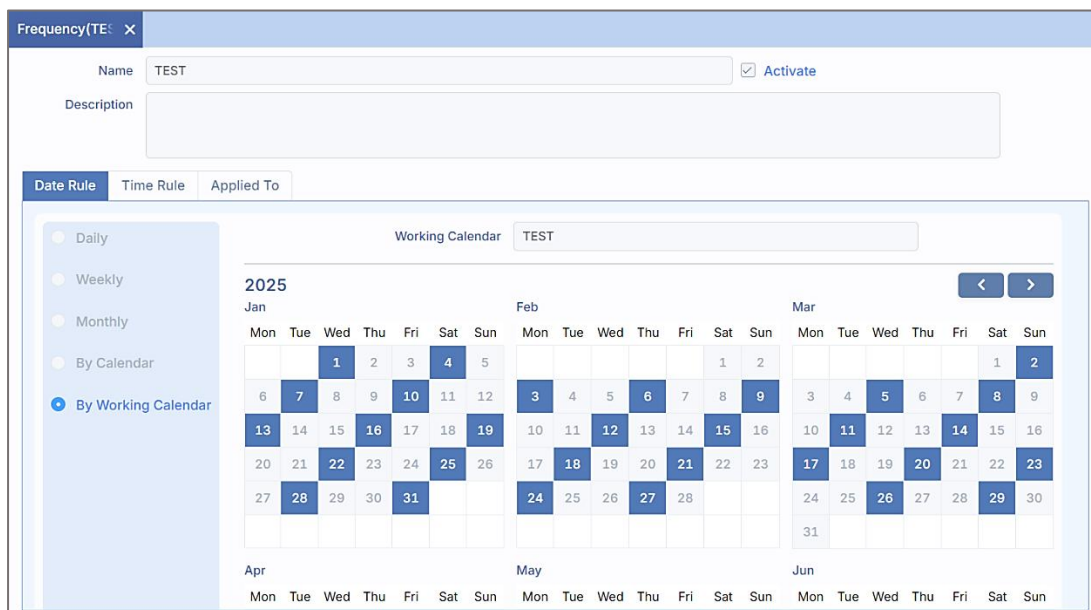 Frequency(TES
Name TEST Activate
Description
Date Rule Time Rule Applied To
Daily
Weekly
Monthly
By Calendar
By Working Calendar
Working Calendar TEST
2025
Jan
Mon Tue Wed Thu Fri Sat Sun
1 2 3 4 5
6 7 8 9 10 11 12
13 14 15 16 17 18 19
20 21 22 23 24 25 26
27 28 29 30 31
Feb
Mon Tue Wed Thu Fri Sat Sun
1 2
3 4 5 6 7 8 9
10 11 12 13 14 15 16
17 18 19 20 21 22 23
24 25 26 27 28
Mar
Mon Tue Wed Thu Fri Sat Sun
1 2
3 4 5 6 7 8 9
10 11 12 13 14 15 16
17 18 19 20 21 22 23
24 25 26 27 28 29 30
31
Apr
Mon Tue Wed Thu Fri Sat Sun
May
Mon Tue Wed Thu Fri Sat Sun
Jun
Mon Tue Wed Thu Fri Sat Sun